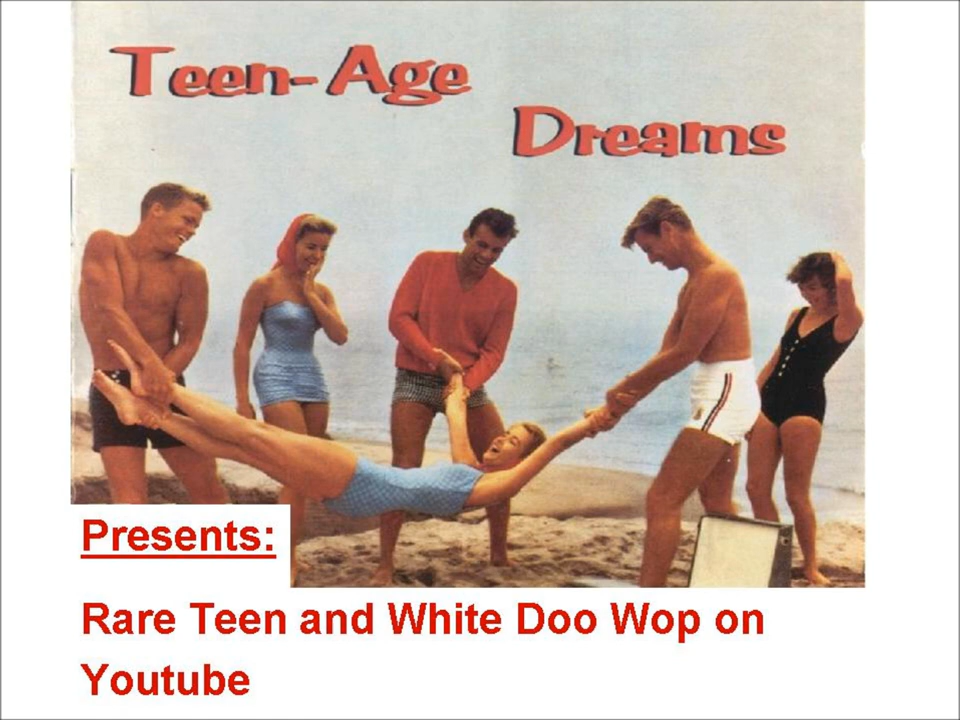 Teen-Age
Dreams
Presents:
Rare Teen and White Doo Wop on
Youtube